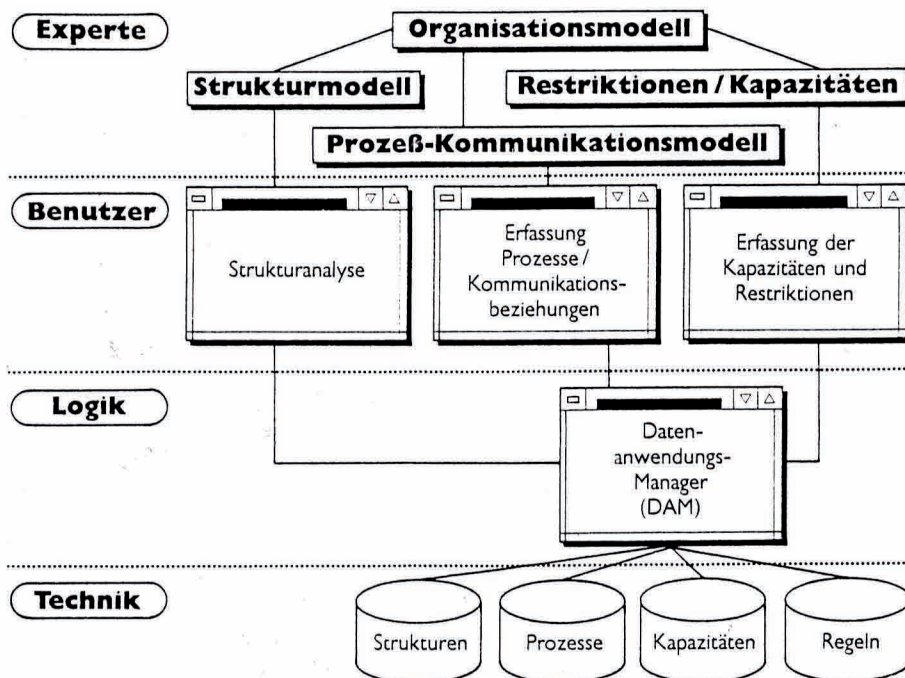 Experte
Organisationsmodell
Strukturmodell
Restriktionen / Kapazitäten
Prozeß-Kommunikationsmodell
Benutzer
Strukturanalyse
Erfassung
Prozesse /
Kommunikations-
beziehungen
Erfassung der
Kapazitäten und
Restriktionen
Logik
Daten-
anwendungs-
Manager
(DAM)
Technik
Strukturen
Prozesse
Kapazitäten
Regeln